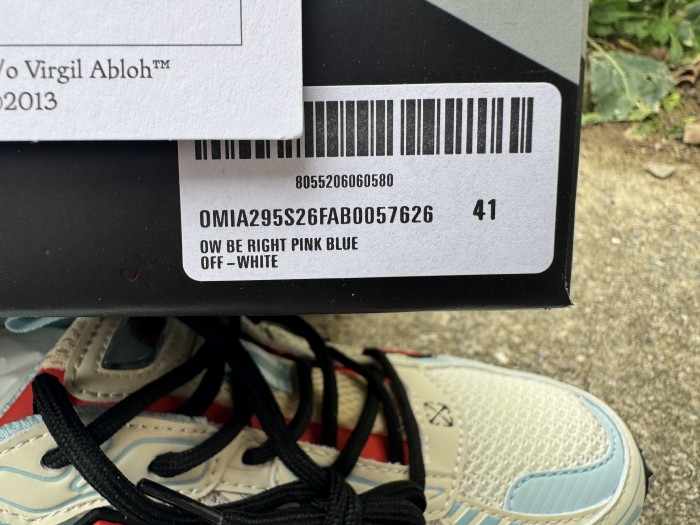 /o Virgil Abloh™
©2013
8055206060580
OMIA295S26FAB0057626 41
OW BE RIGHT PINK BLUE
OFF-WHITE